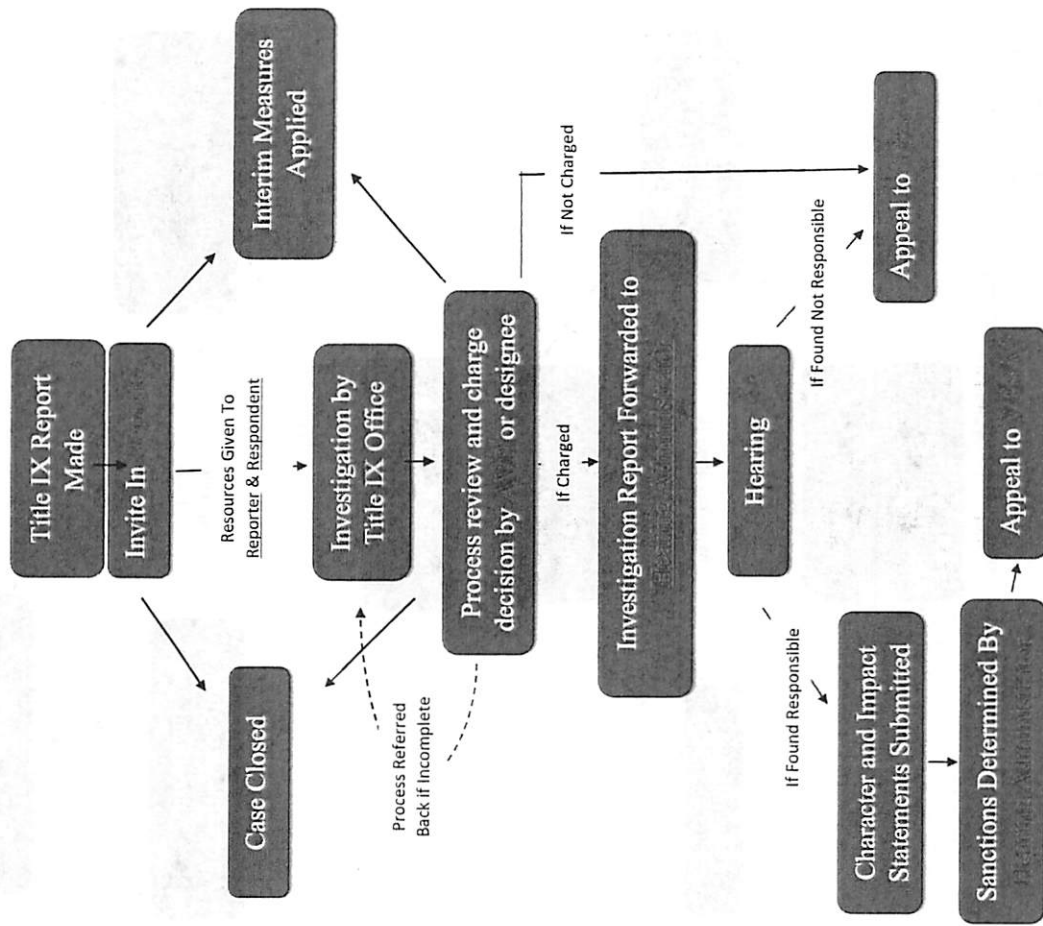 Title IX Report
Made
Invite In
Interim Measures
Applied
Resources Given To
Reporter & Respondent
Case Closed
Investigation by
Title IX Office
Process Referred
Back if Incomplete
Process review and charge
decision by or designee
If Not Charged
If Charged
Investigation Report Forwarded to
Hearing
If Found Not Responsible
Appeal to
If Found Responsible
Character and Impact
Statements Submitted
Sanctions Determined By
Appeal to